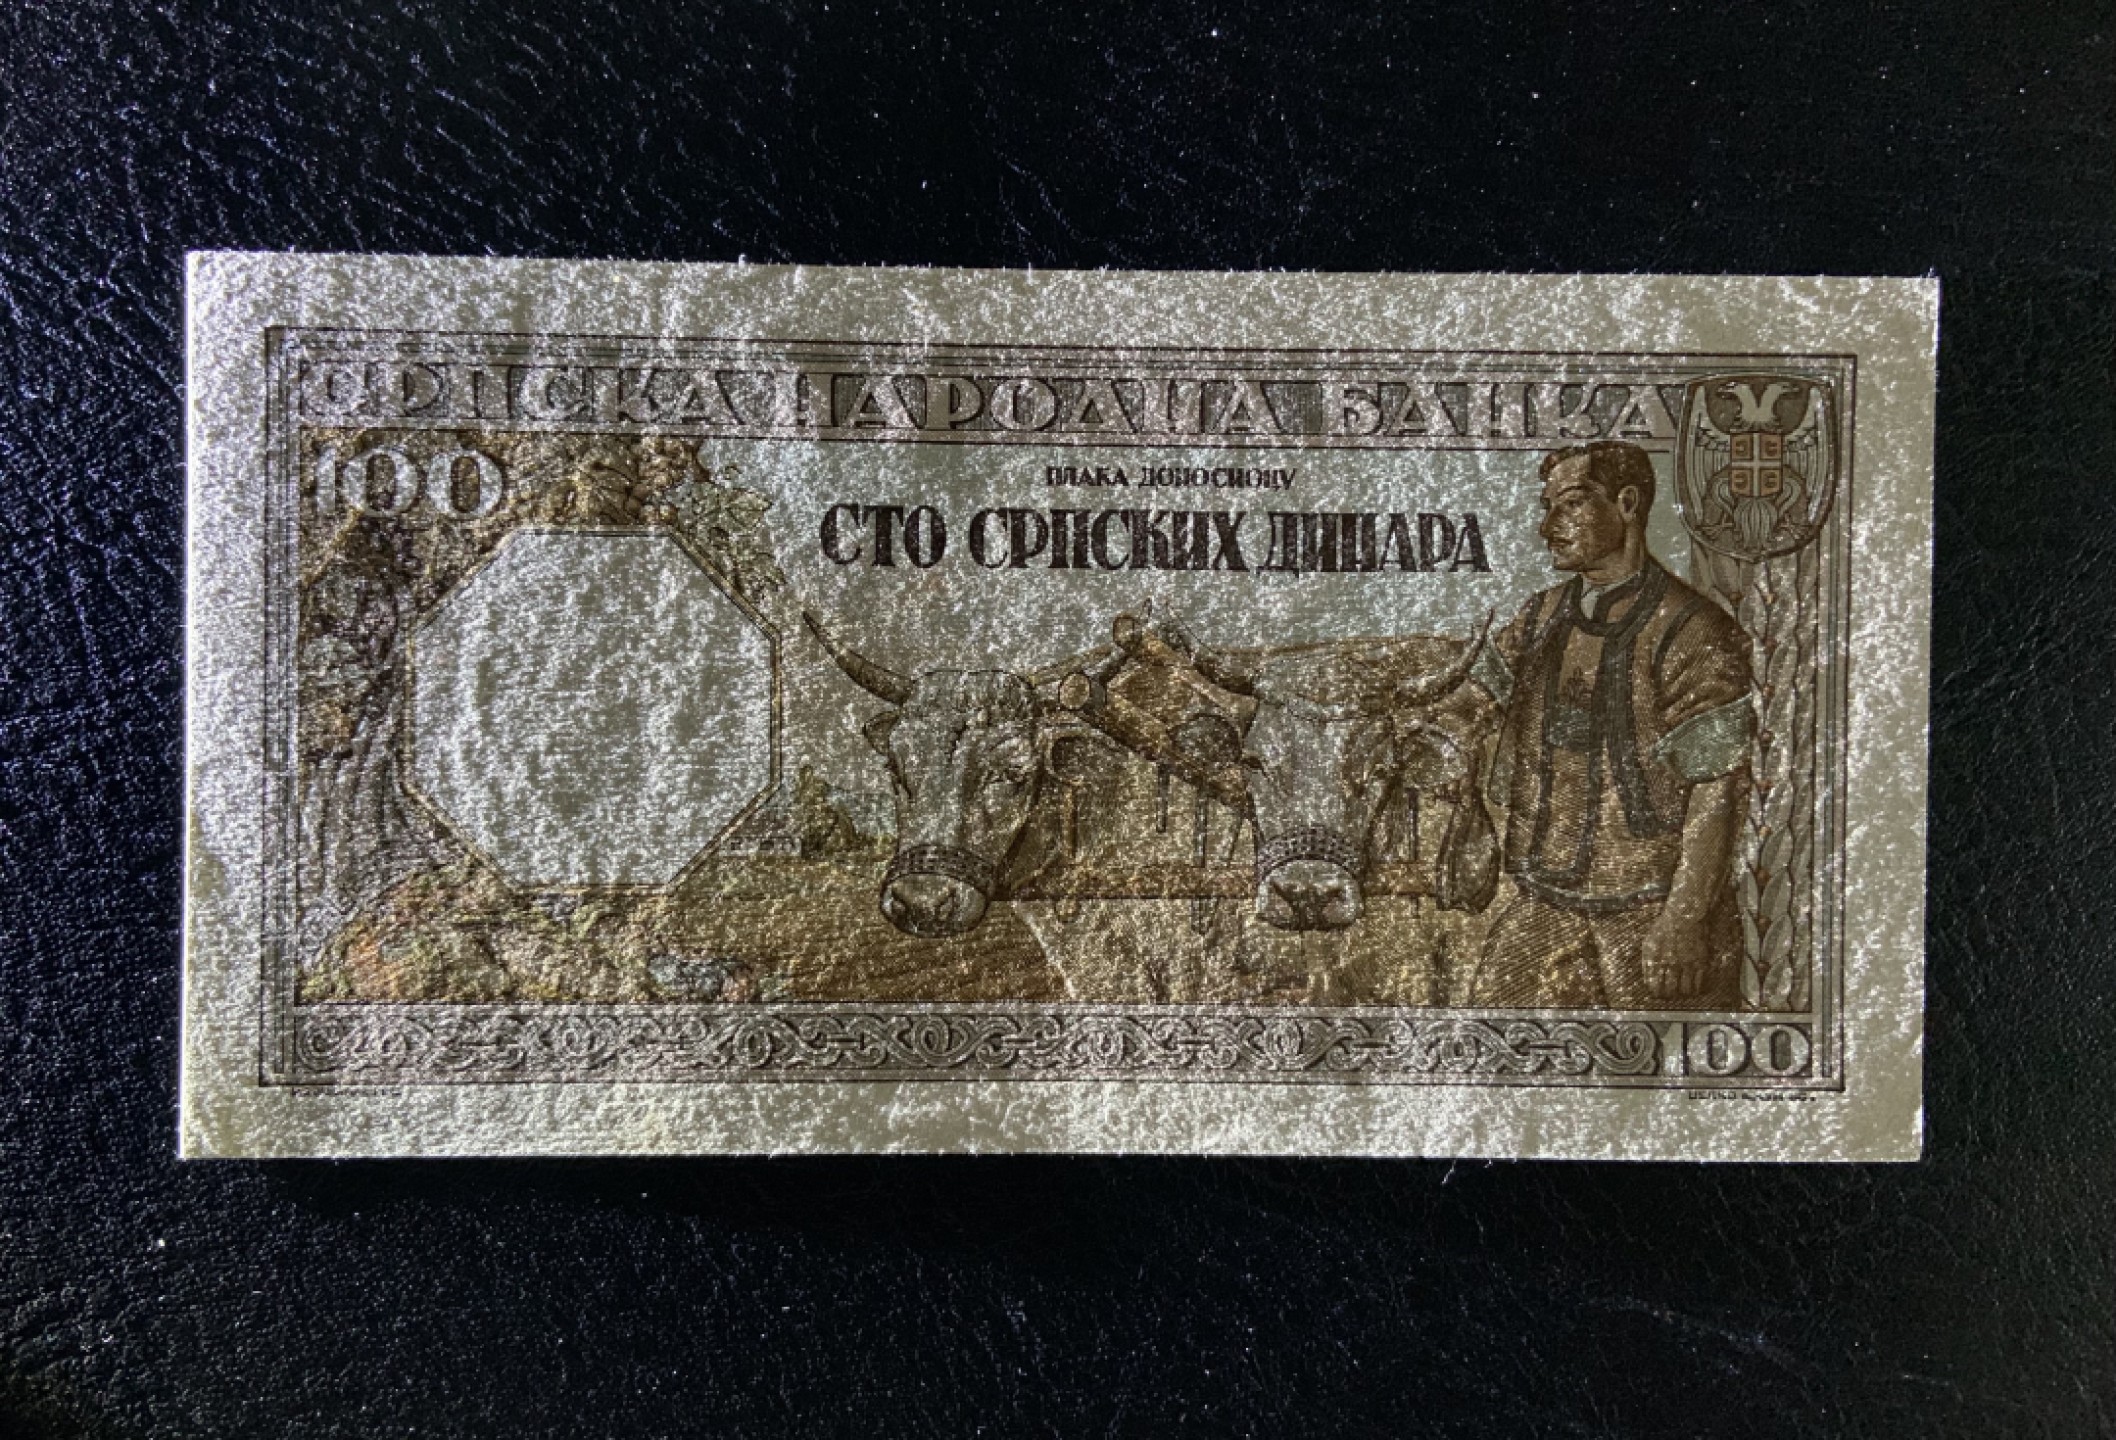 СРПСКА НАРОДНА БАНКА
100
ПЛАЋА ДОНОСИОЦУ
СТО СРПСКИХ ДИНАРА
100